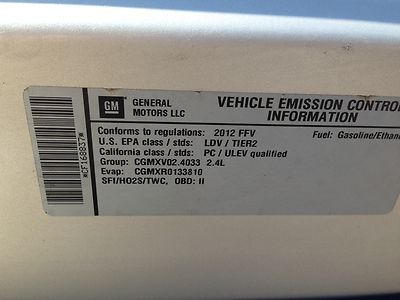 GM
GENERAL
MOTORS LLC
VEHICLE EMISSION CONTROL
INFORMATION
Conforms to regulations: 2012 FFV
Fuel: Gasoline/Ethan
U.S. EPA class / stds: LDV / TIER2
California class / stds: PC / ULEV qualified
Group: CGMXV02.4033 2.4L
Evap: CGMXR0133810
SFI/HO2S/TWC, OBD: II
*CF168837*